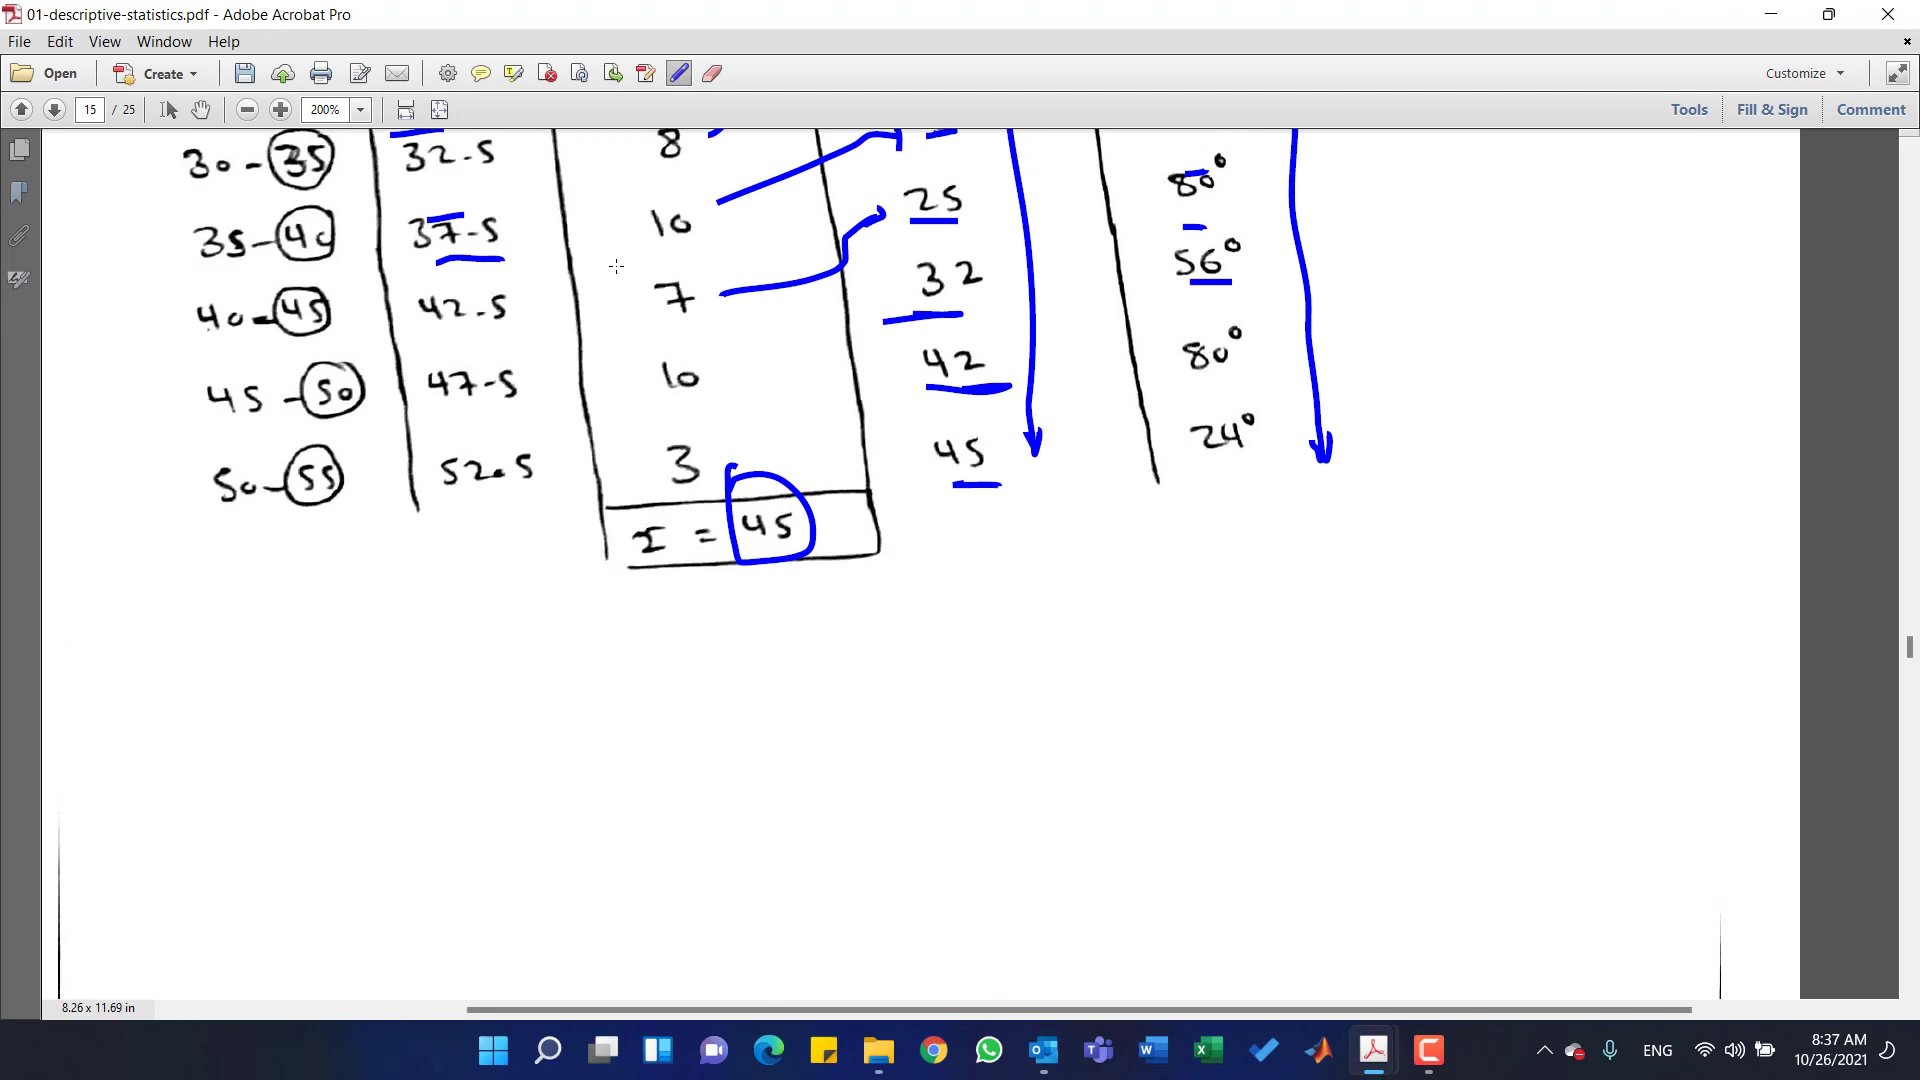 01-descriptive-statistics.pdf - Adobe Acrobat Pro
File Edit View Window Help
Open Create Customize
15 / 25 200% Tools Fill & Sign Comment
30-35 32.5 8
10 25 80°
35-40 37.5 56°
40-45 42.5 7 32
45-50 47.5 10 42 80°
50-55 52.5 3 45 24°
Σ = 45
8.26 x 11.69 in
ENG
8:37 AM
10/26/2021